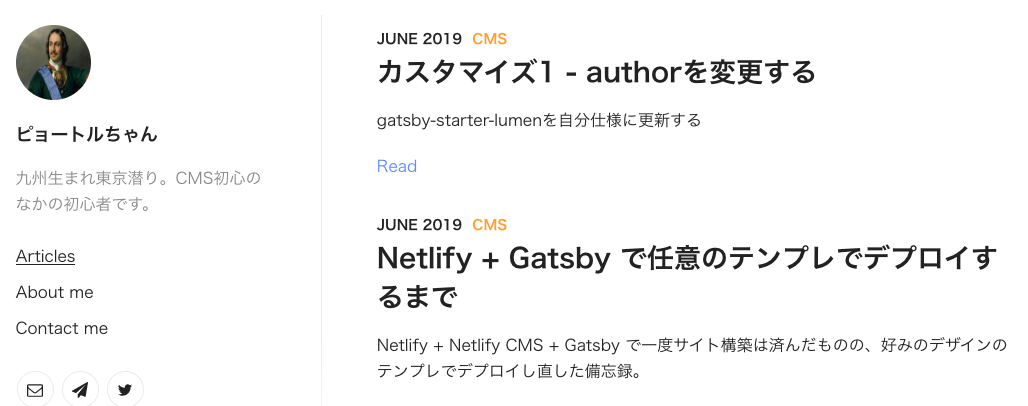 ピョートルちゃん
九州生まれ東京潜り。CMS初心の
なかの初心者です。
Articles
About me
Contact me
JUNE 2019 CMS
カスタマイズ1 - authorを変更する
gatsby-starter-lumenを自分仕様に更新する
Read
JUNE 2019 CMS
Netlify + Gatsby で任意のテンプレでデプロイす
るまで
Netlify + Netlify CMS + Gatsby で一度サイト構築は済んだものの、好みのデザインの
テンプレでデプロイし直した備忘録。